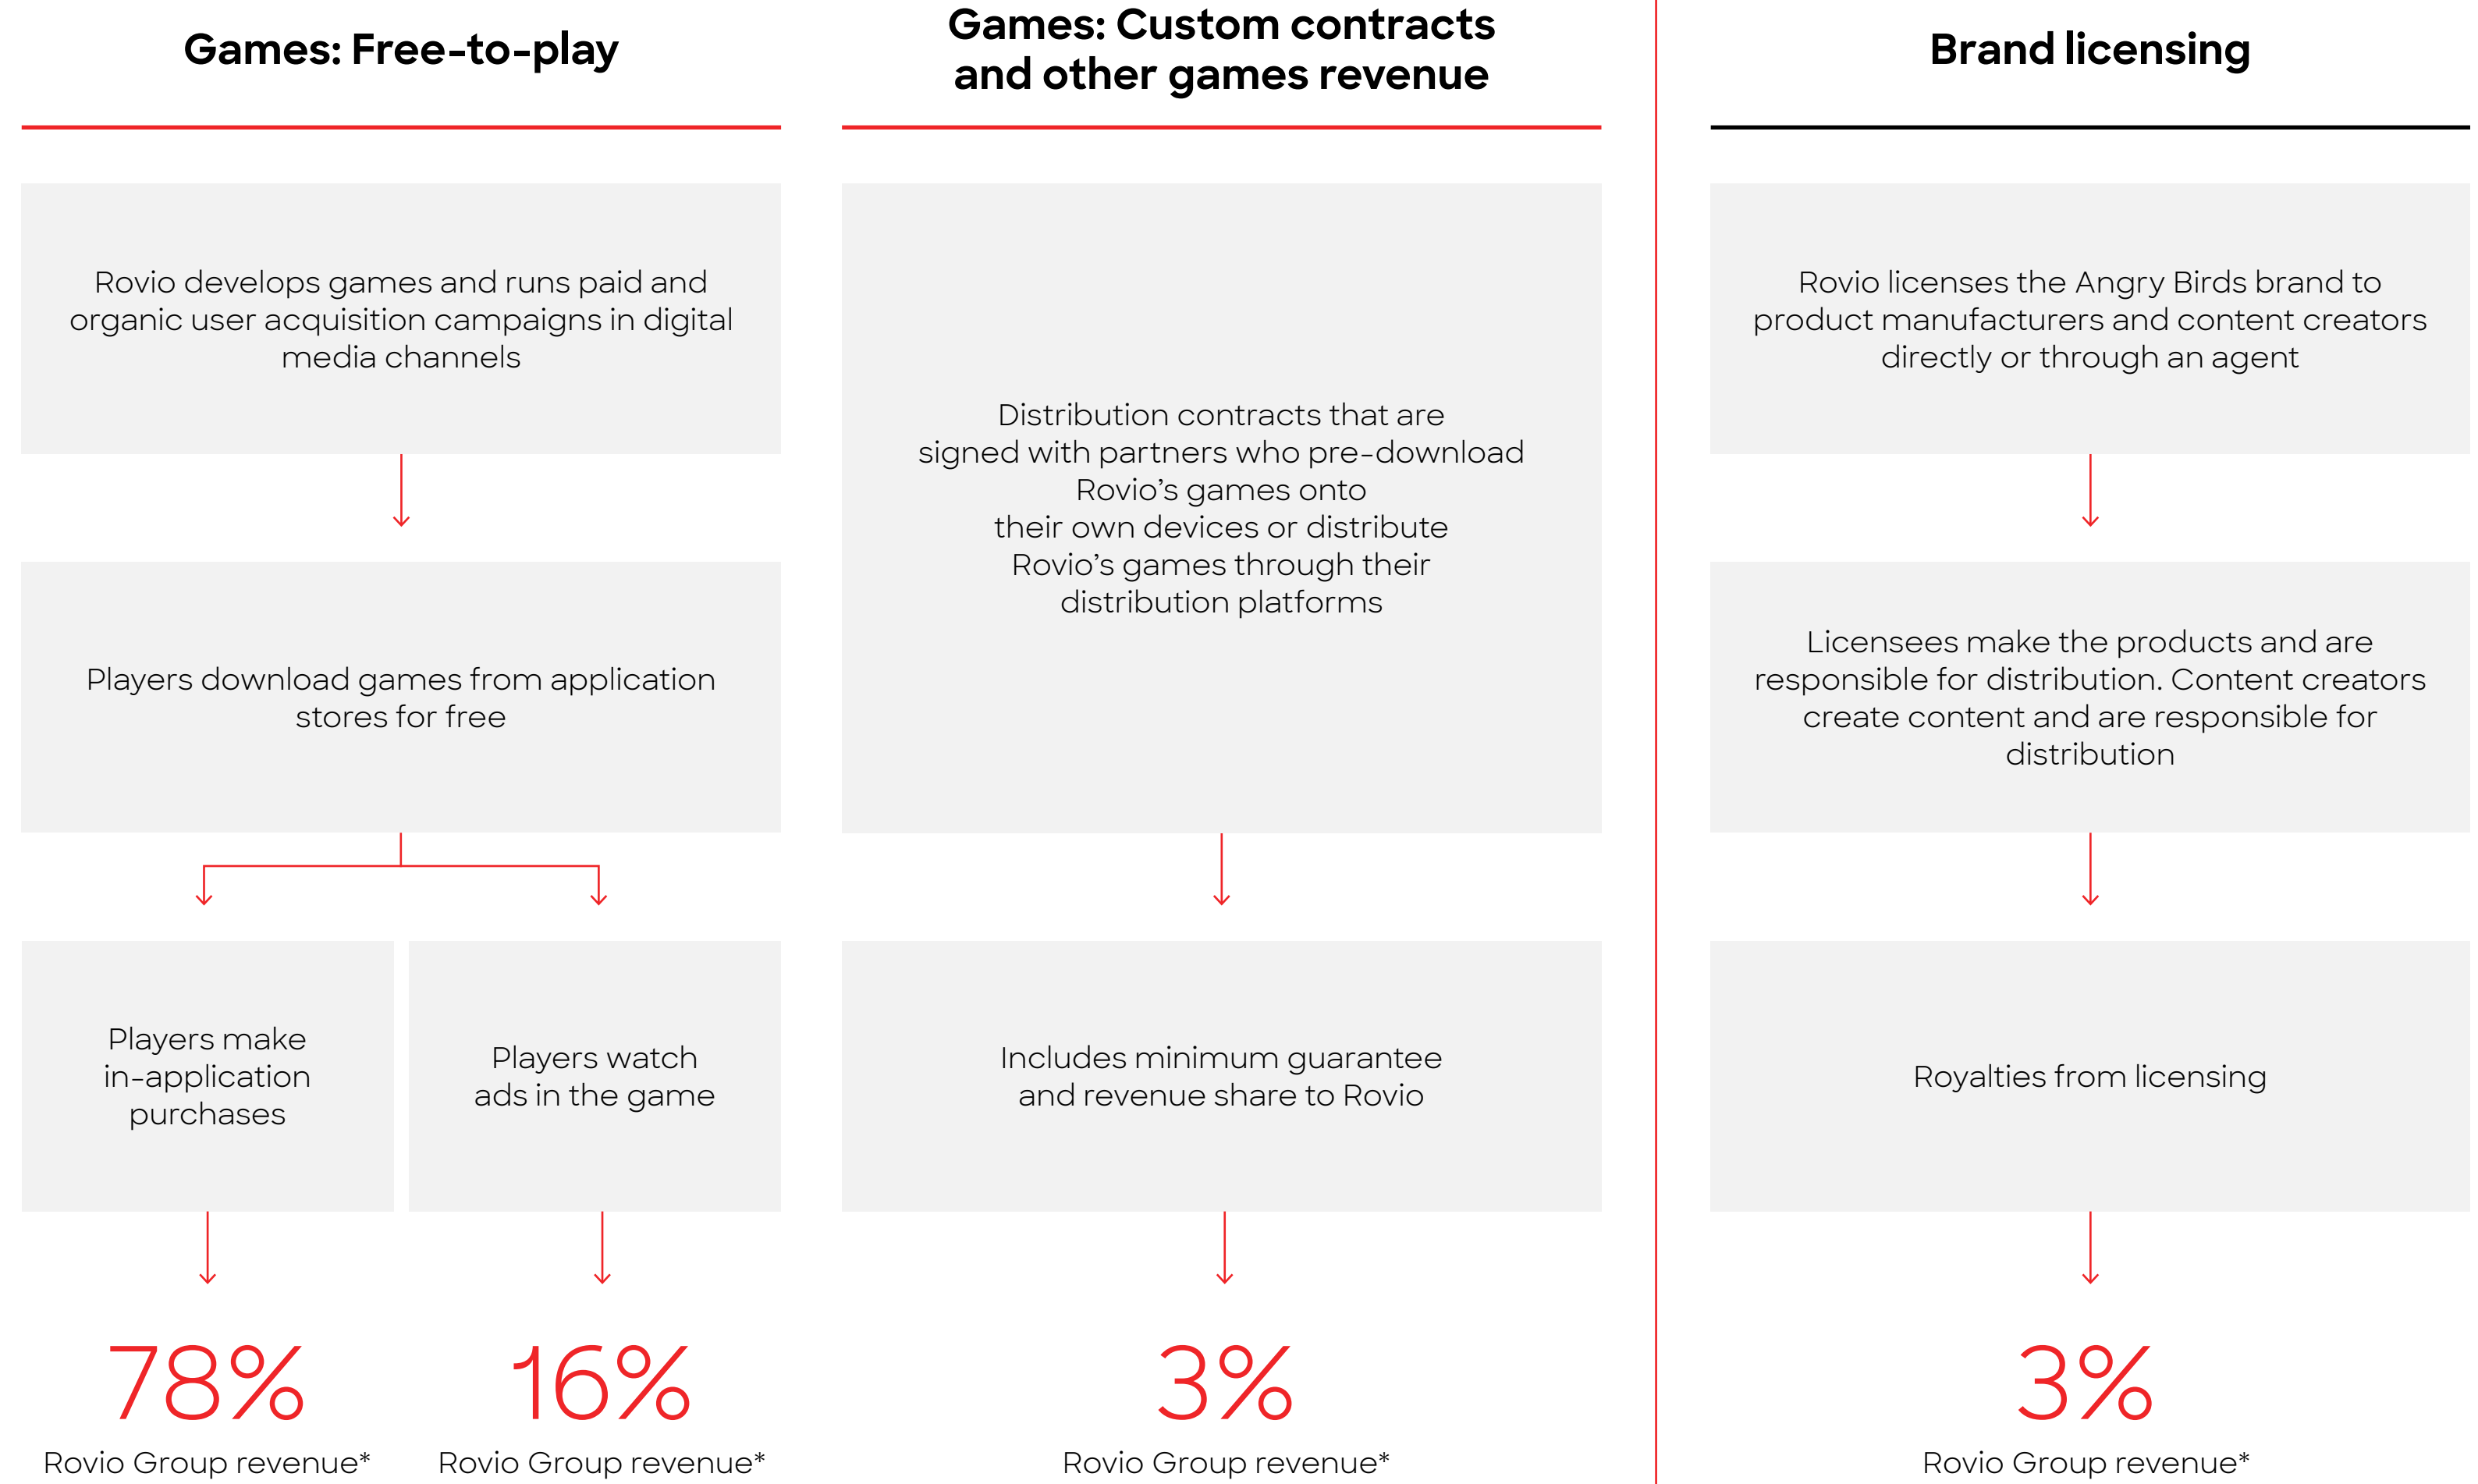 Games: Free-to-play
Rovio develops games and runs paid and
organic user acquisition campaigns in digital
media channels
Players download games from application
stores for free
Players make
in-application
purchases
78%
Rovio Group revenue*
Players watch
ads in the game
16%
Rovio Group revenue*
Games: Custom contracts
and other games revenue
Distribution contracts that are
signed with partners who pre-download
Rovio’s games onto
their own devices or distribute
Rovio’s games through their
distribution platforms
Includes minimum guarantee
and revenue share to Rovio
3%
Rovio Group revenue*
Brand licensing
Rovio licenses the Angry Birds brand to
product manufacturers and content creators
directly or through an agent
Licensees make the products and are
responsible for distribution. Content creators
create content and are responsible for
distribution
Royalties from licensing
3%
Rovio Group revenue*